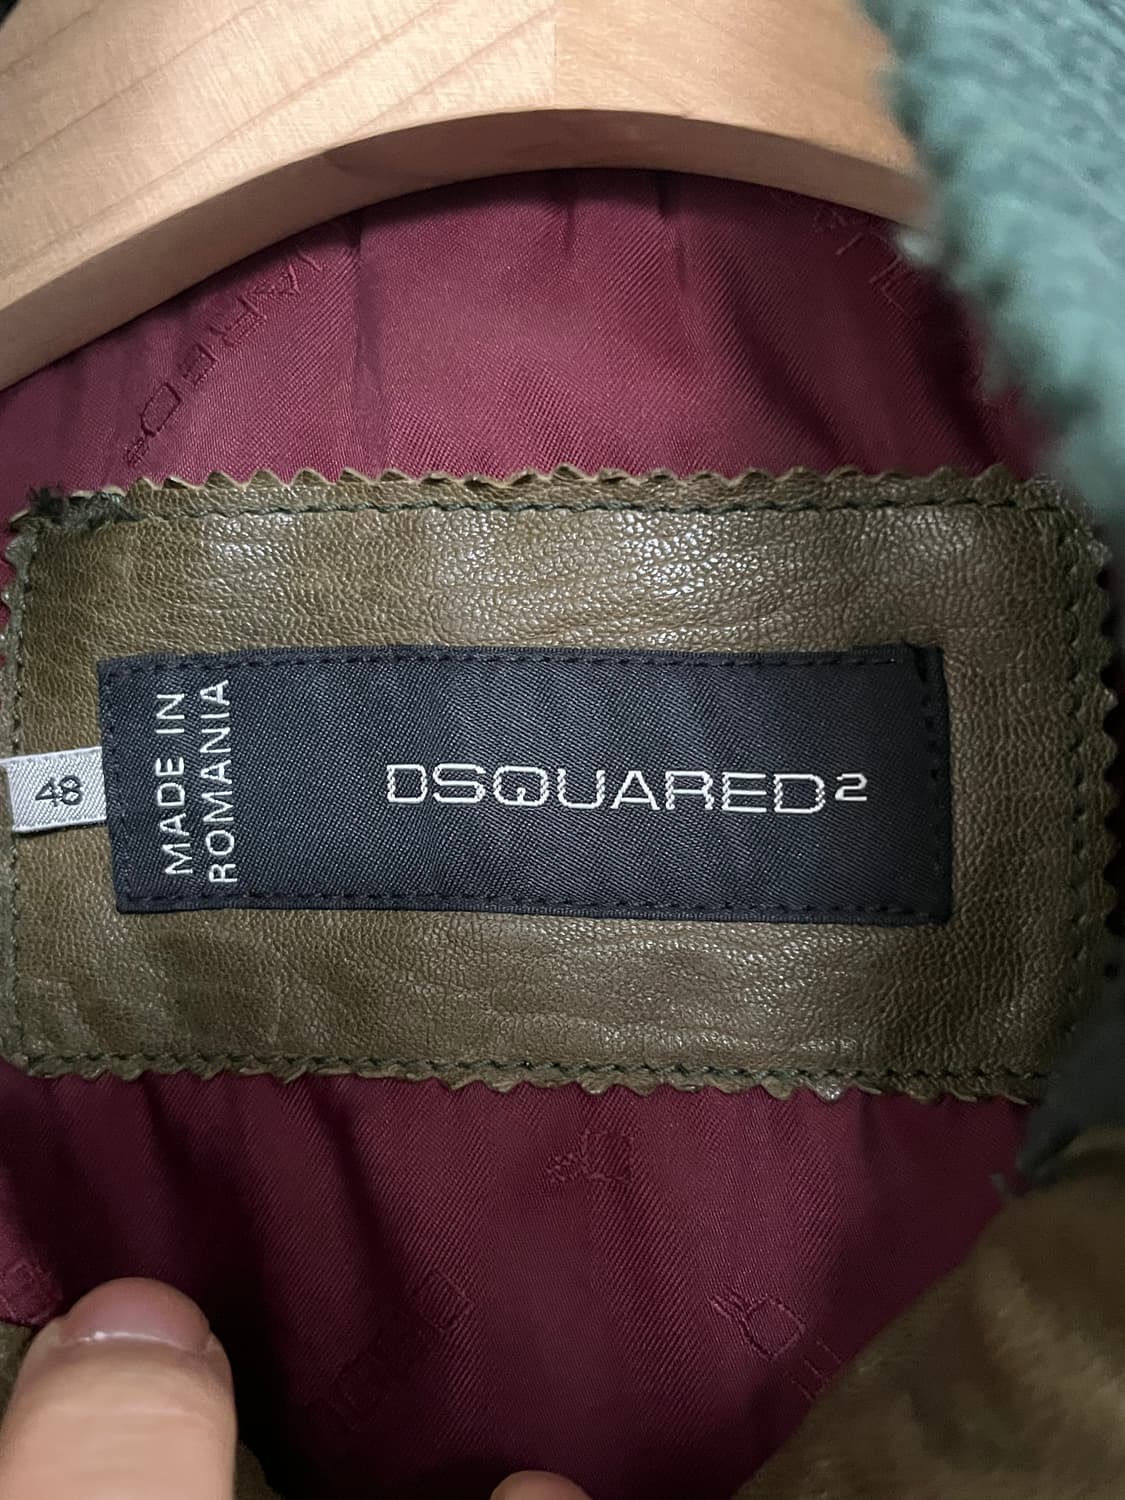 48
MADE IN
ROMANIA
DSQUARED2